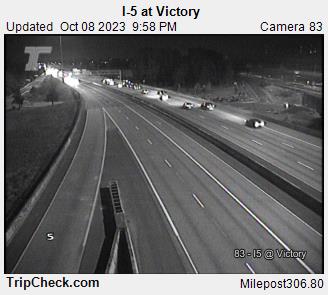 I-5 at Victory
Updated Oct 08 2023 9:58 PM Camera 83
T
S
83 - I5 @ Victory
TripCheck.com Milepost306.80